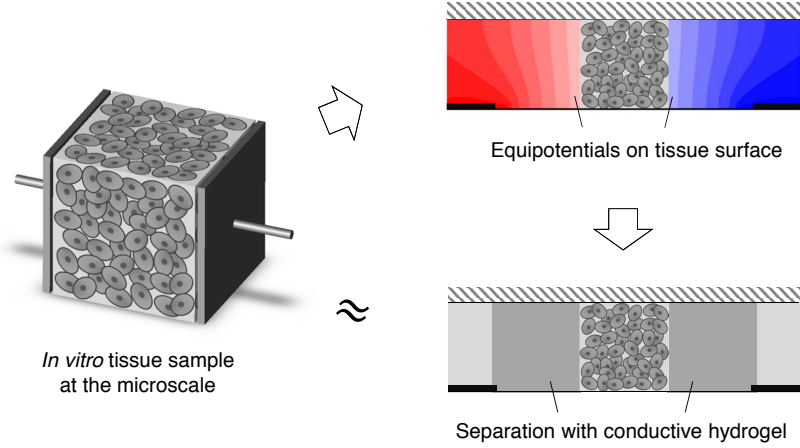 Equipotentials on tissue surface
≈
In vitro tissue sample
at the microscale
Separation with conductive hydrogel